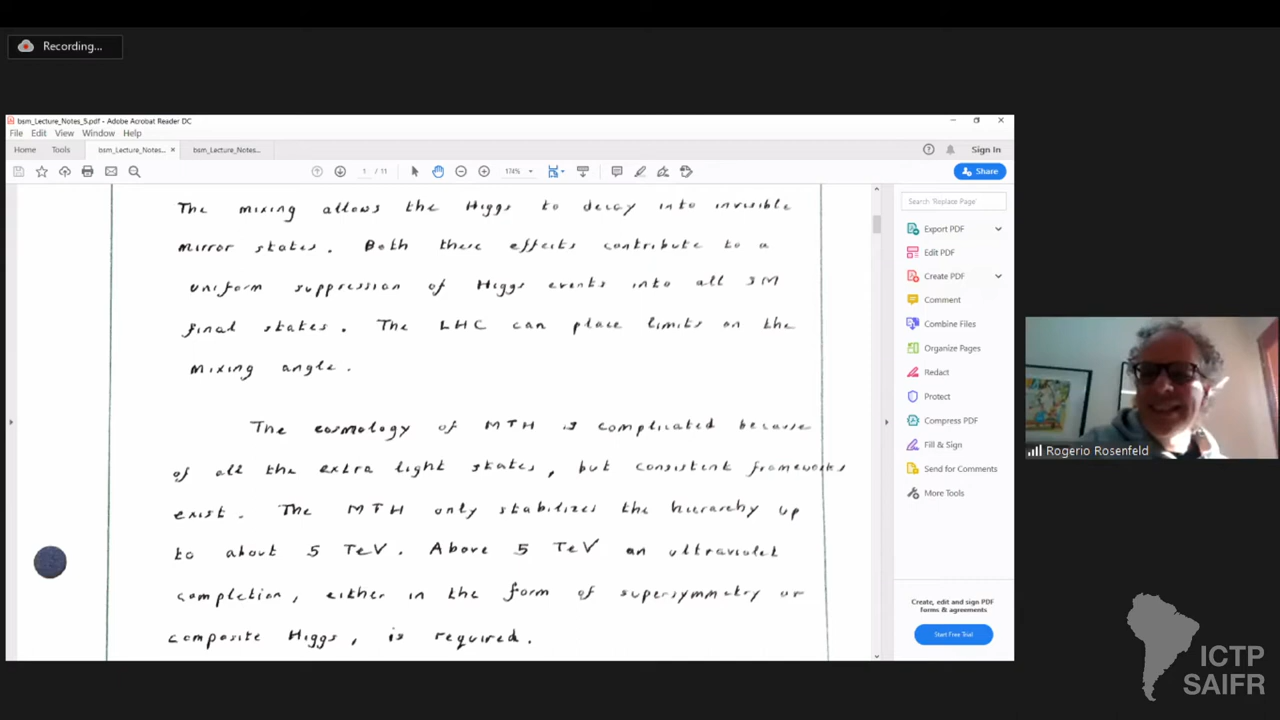 Recording...
bsm_Lecture_Notes_5.pdf - Adobe Acrobat Reader DC
File Edit View Window Help
Home Tools bsm_Lecture_Notes... × bsm_Lecture_Notes... Sign In
1 / 11 174% Share
The mixing allows the Higgs to decay into invisible
mirror states. Both these effects contribute to a
uniform suppression of Higgs events into all SM
final states. The LHC can place limits on the
mixing angle.
The cosmology of MTH is complicated because
of all the extra light states, but consistent frameworks
exist. The MTH only stabilizes the hierarchy up
to about 5 TeV. Above 5 TeV an ultraviolet
completion, either in the form of supersymmetry or
composite Higgs, is required.
Search 'Replace Page'
Export PDF
Edit PDF
Create PDF
Comment
Combine Files
Organize Pages
Redact
Protect
Compress PDF
Fill & Sign
Send for Comments
More Tools
Create, edit and sign PDF
forms & agreements
Start Free Trial
Rogerio Rosenfeld
ICTP
SAIFR